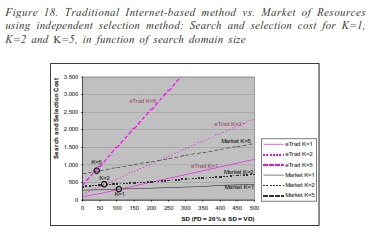 Figure 18. Traditional Internet-based method vs. Market of Resources
using independent selection method: Search and selection cost for K=1,
K=2 and K=5, in function of search domain size
Search and Selection Cost
3.500
3.000
2.500
2.000
1.500
1.000
500
0
eTrad K=5
eTrad K=2
Market K=5
eTrad K=1
Market K=2
Market K=1
K=5
K=2
K=1
0 50 100 150 200 250 300 350 400 450 500
SD (PD = 20% x SD = VD)
eTrad K=1
eTrad K=2
eTrad K=5
Market K=1
Market K=2
Market K=5